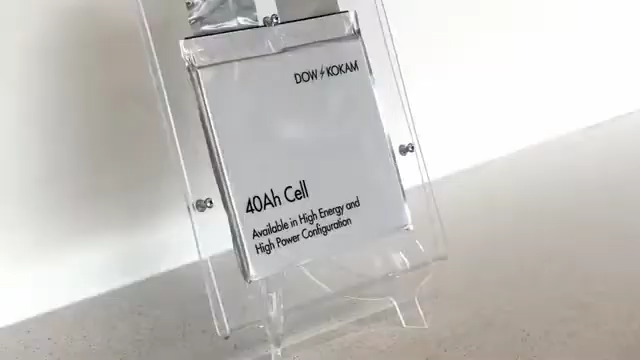 DOW KOKAM
40Ah Cell
Available in High Energy and
High Power Configuration